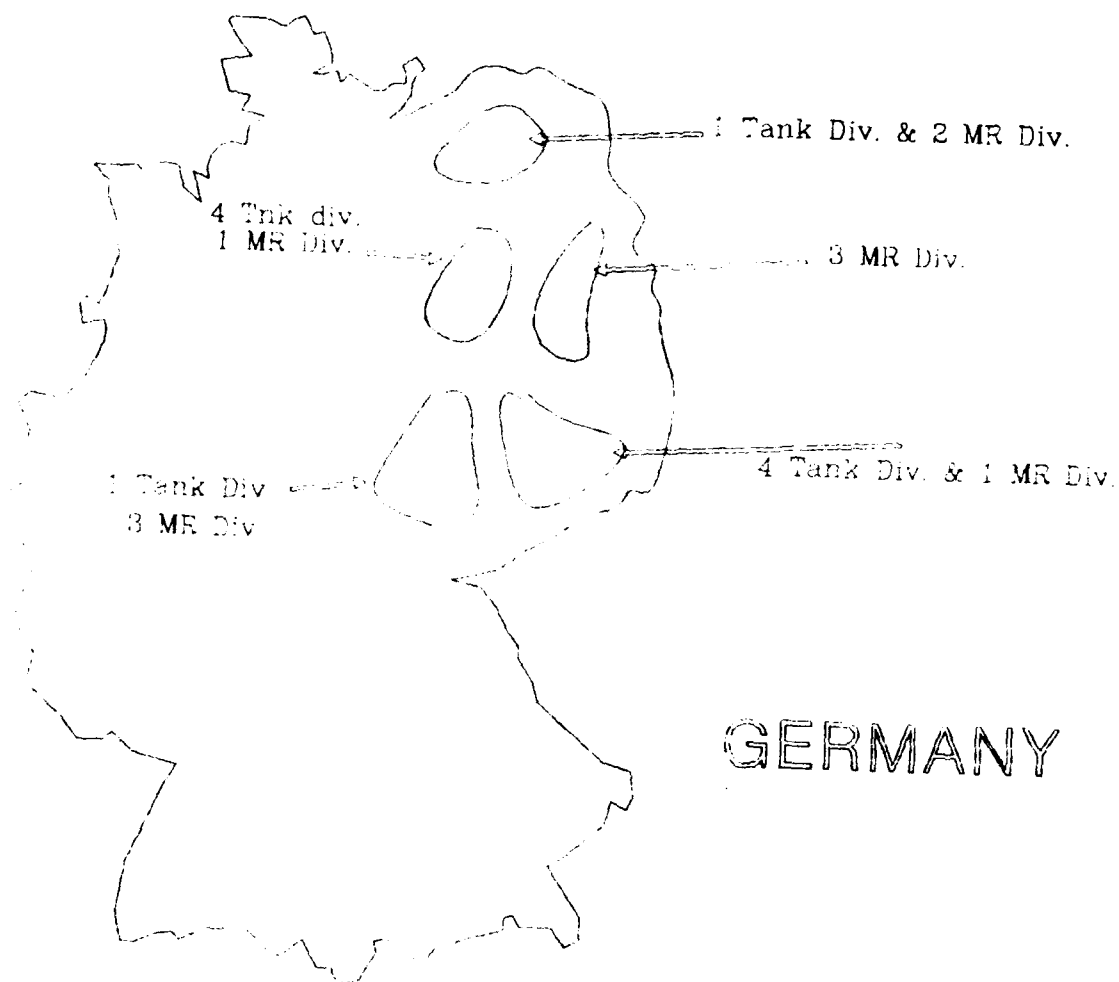 1 Tank Div. & 2 MR Div.
4 Tnk div.
1 MR Div.
3 MR Div.
4 Tank Div. & 1 MR Div.
1 Tank Div
3 MR Div
GERMANY